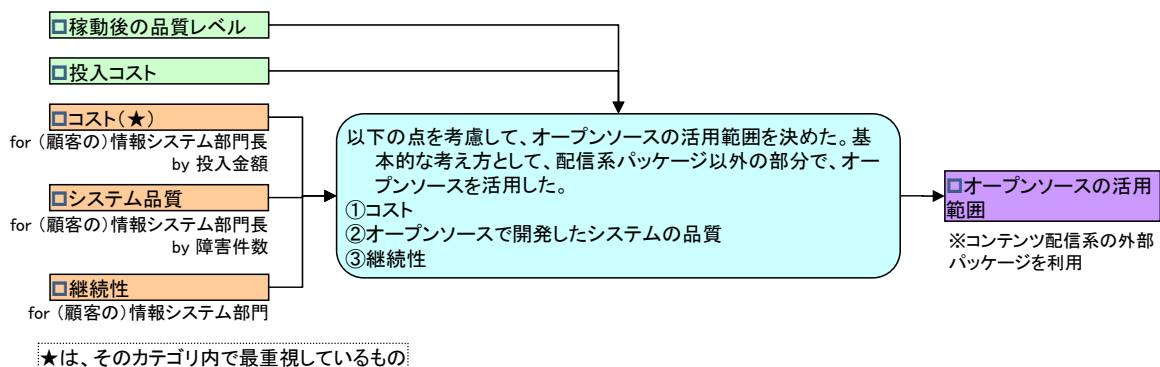 稼動後の品質レベル
投入コスト
コスト(★)
for (顧客の)情報システム部門長
by 投入金額
システム品質
for (顧客の)情報システム部門長
by 障害件数
継続性
for (顧客の)情報システム部門
★は、そのカテゴリ内で最重視しているもの
以下の点を考慮して、オープンソースの活用範囲を決めた。基
本的な考え方として、配信系パッケージ以外の部分で、オー
プンソースを活用した。
①コスト
②オープンソースで開発したシステムの品質
③継続性
オープンソースの活用
範囲
※コンテンツ配信系の外部
パッケージを利用